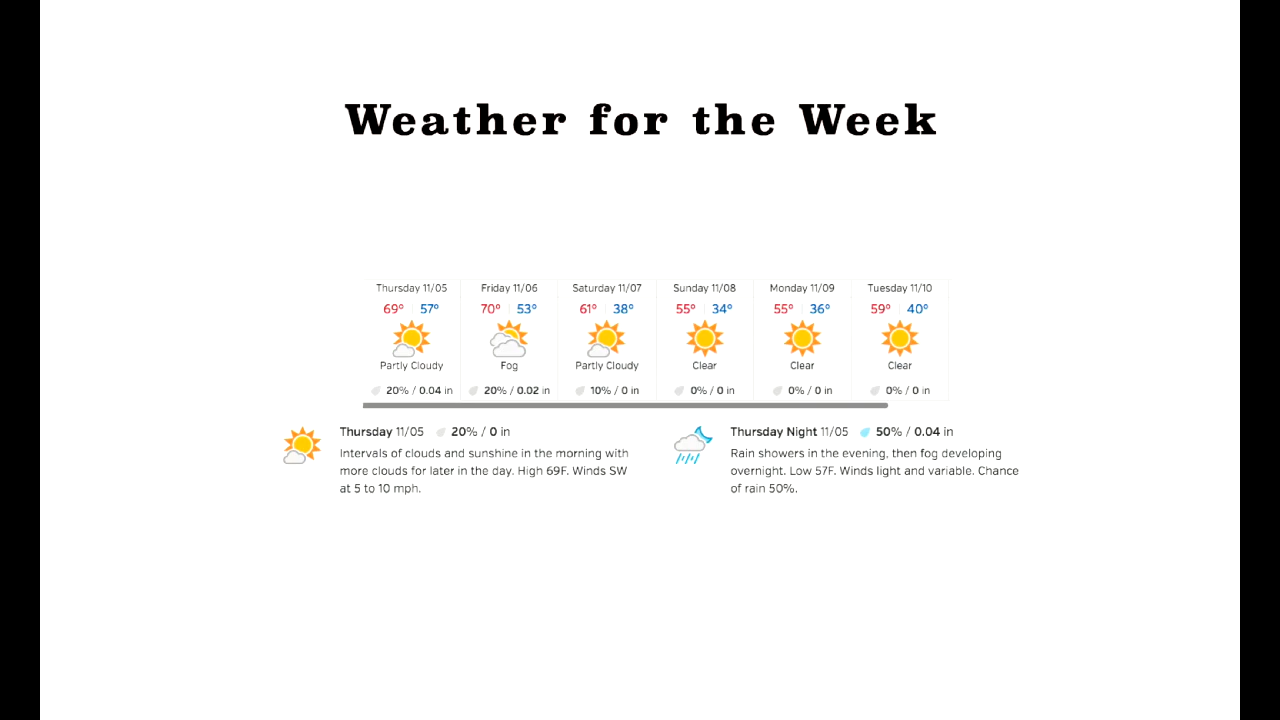 Weather for the Week
Thursday 11/05 Friday 11/06 Saturday 11/07 Sunday 11/08 Monday 11/09 Tuesday 11/10
69° 57° 70° 53° 61° 38° 55° 34° 55° 36° 59° 40°
Partly Cloudy Fog Partly Cloudy Clear Clear Clear
20% / 0.04 in 20% / 0.02 in 10% / 0 in 0% / 0 in 0% / 0 in 0% / 0 in
Thursday 11/05 20% / 0 in
Intervals of clouds and sunshine in the morning with
more clouds for later in the day. High 69F. Winds SW
at 5 to 10 mph.
Thursday Night 11/05 50% / 0.04 in
Rain showers in the evening, then fog developing
overnight. Low 57F. Winds light and variable. Chance
of rain 50%.